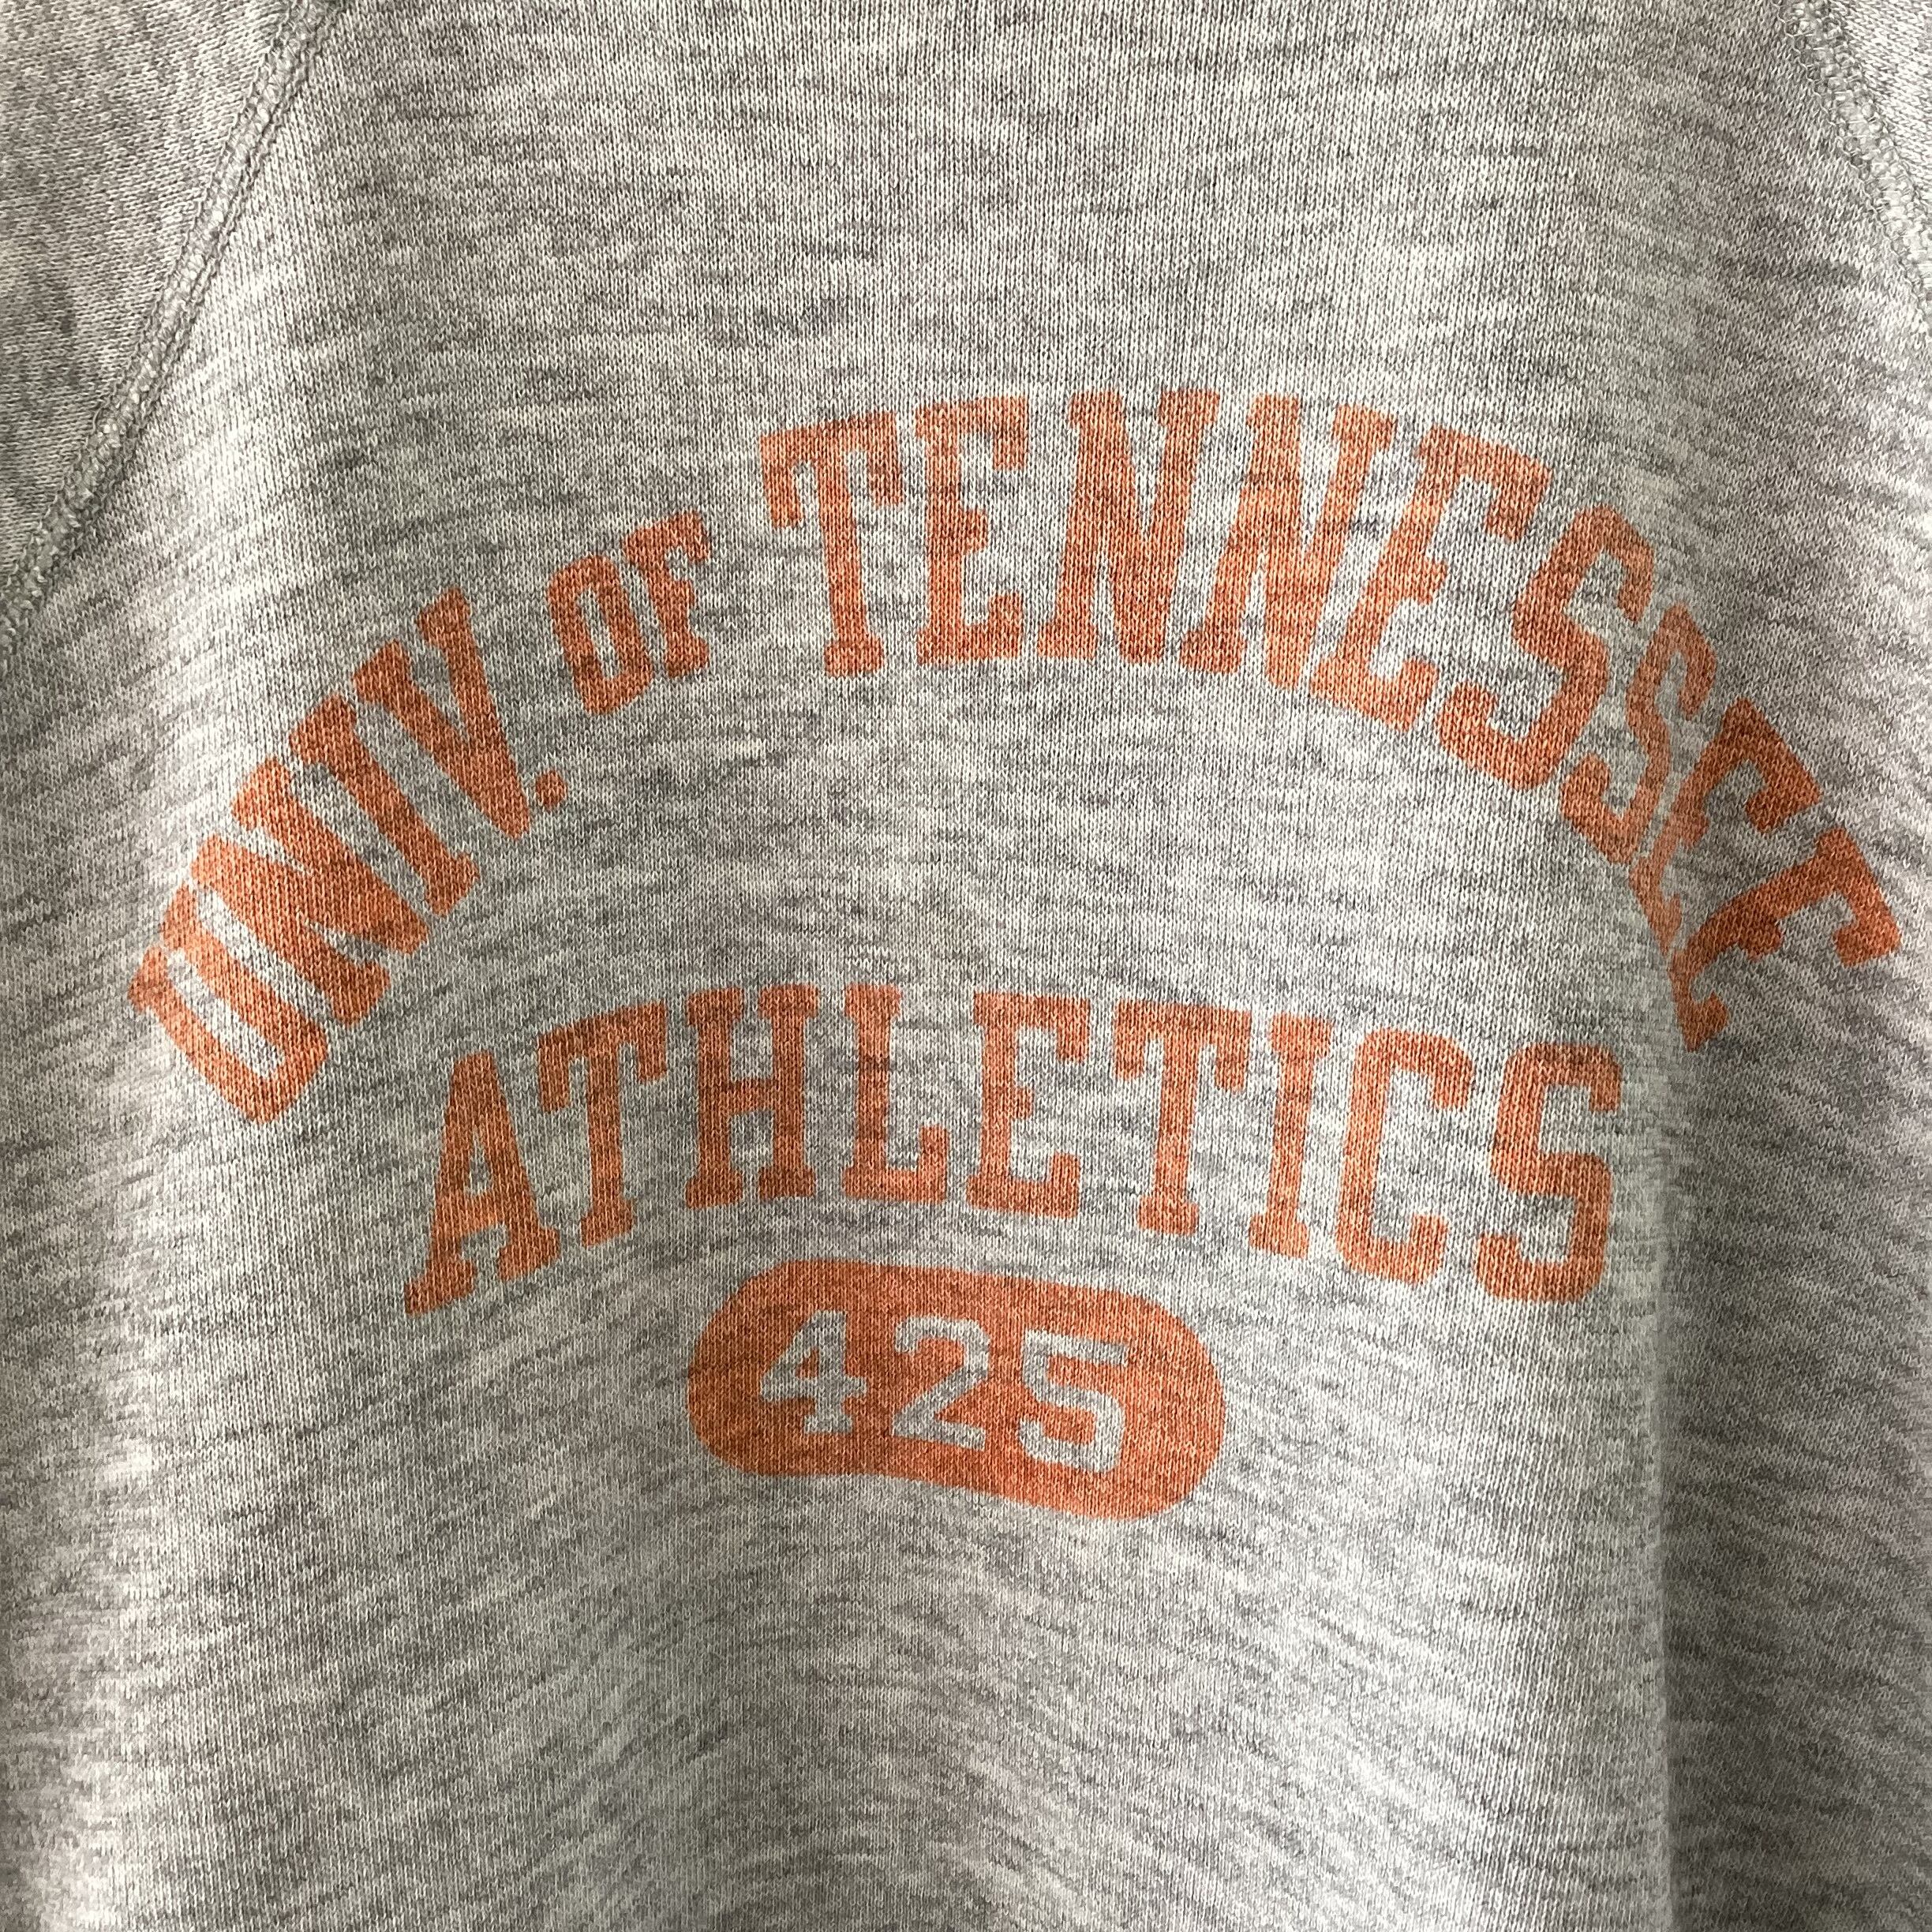 UNIV. OF TENNESSEE
ATHLETICS
425